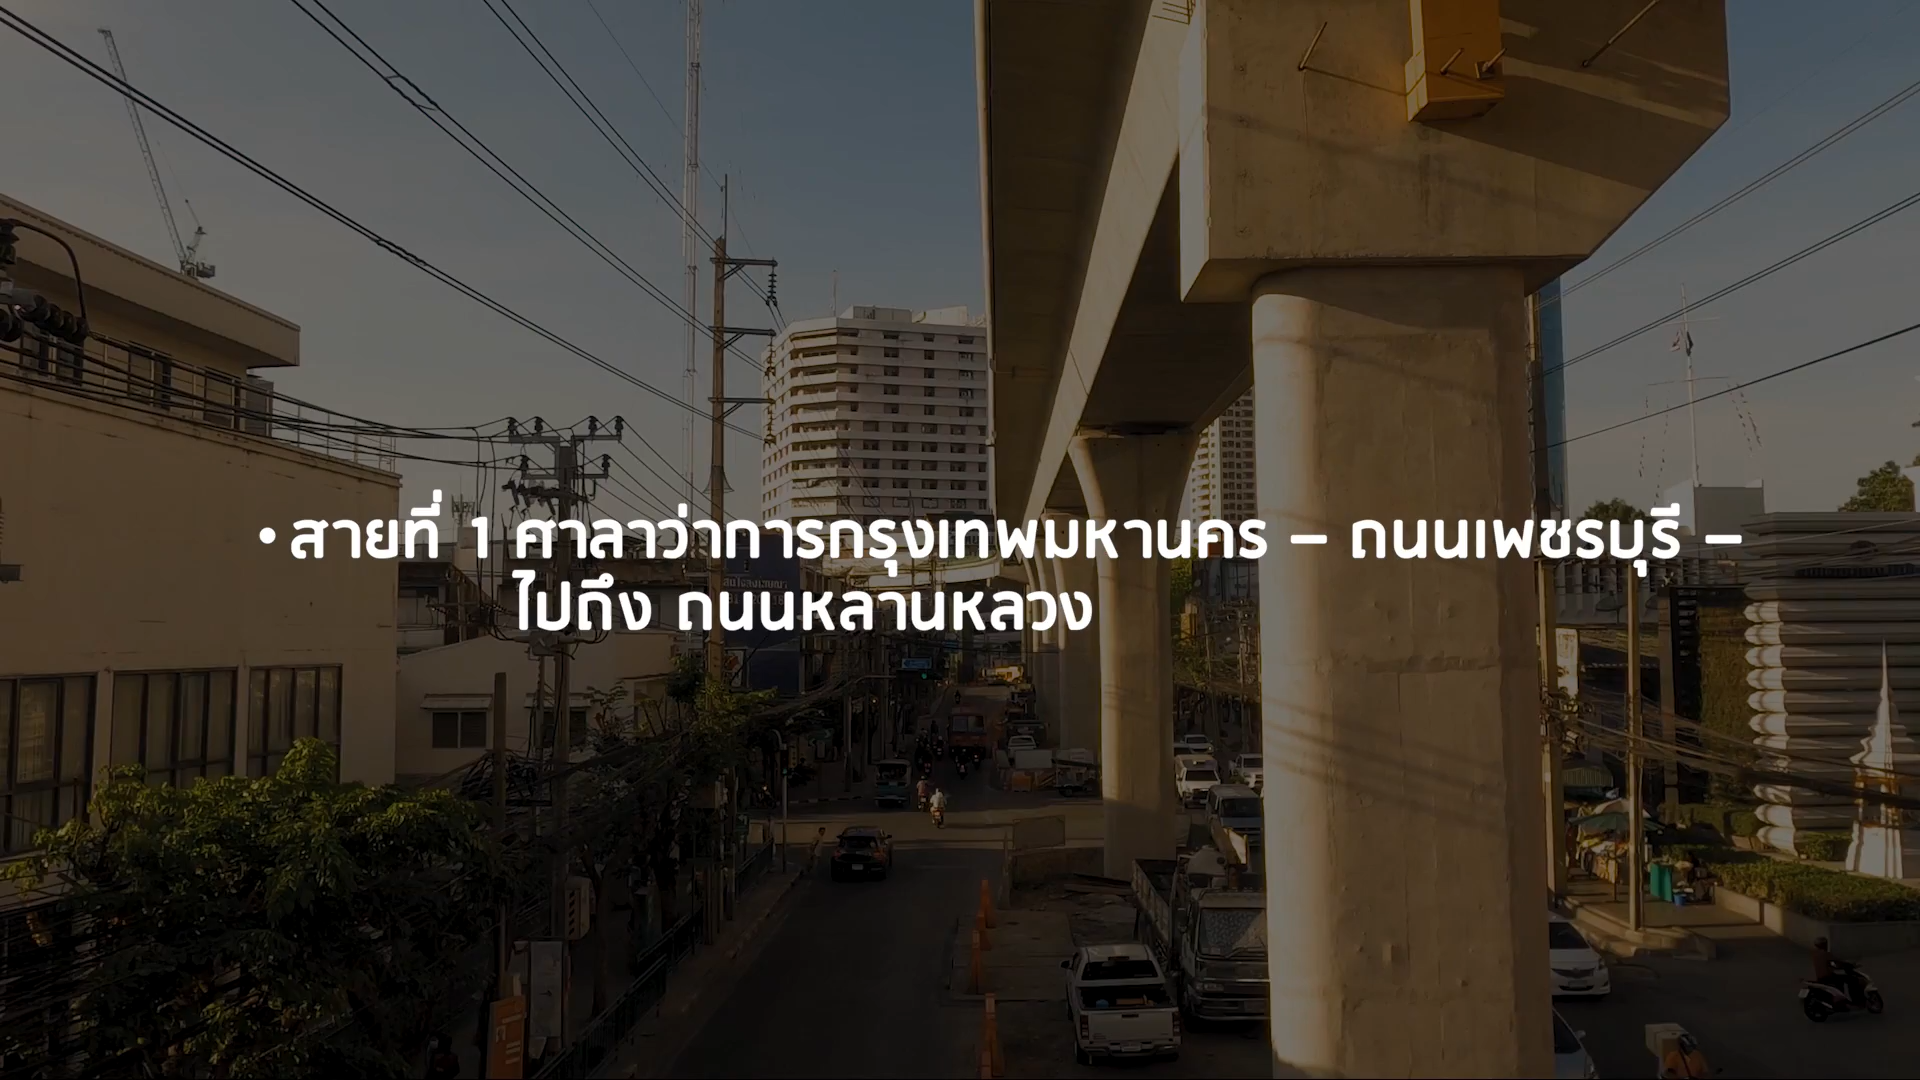 • สายที่ 1 ศาลาว่าการกรุงเทพมหานคร – ถนนเพชรบุรี –
ไปถึง ถนนหลานหลวง